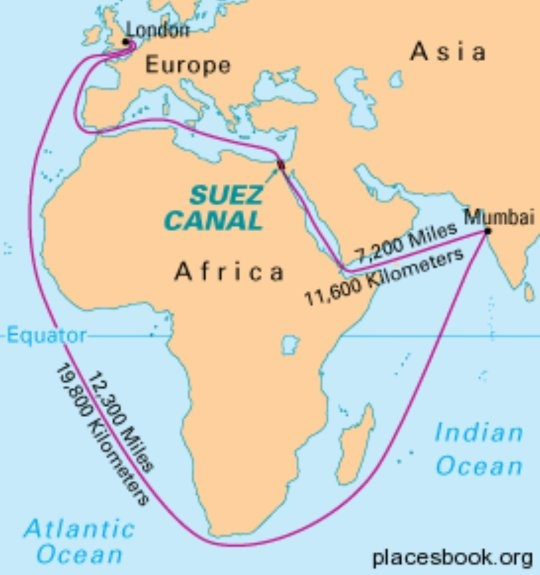 London
Europe
Asia
SUEZ
CANAL
Mumbai
7,200 Miles
11,600 Kilometers
Africa
Equator
12,300 Miles
19,800 Kilometers
Indian
Ocean
Atlantic
Ocean
placesbook.org